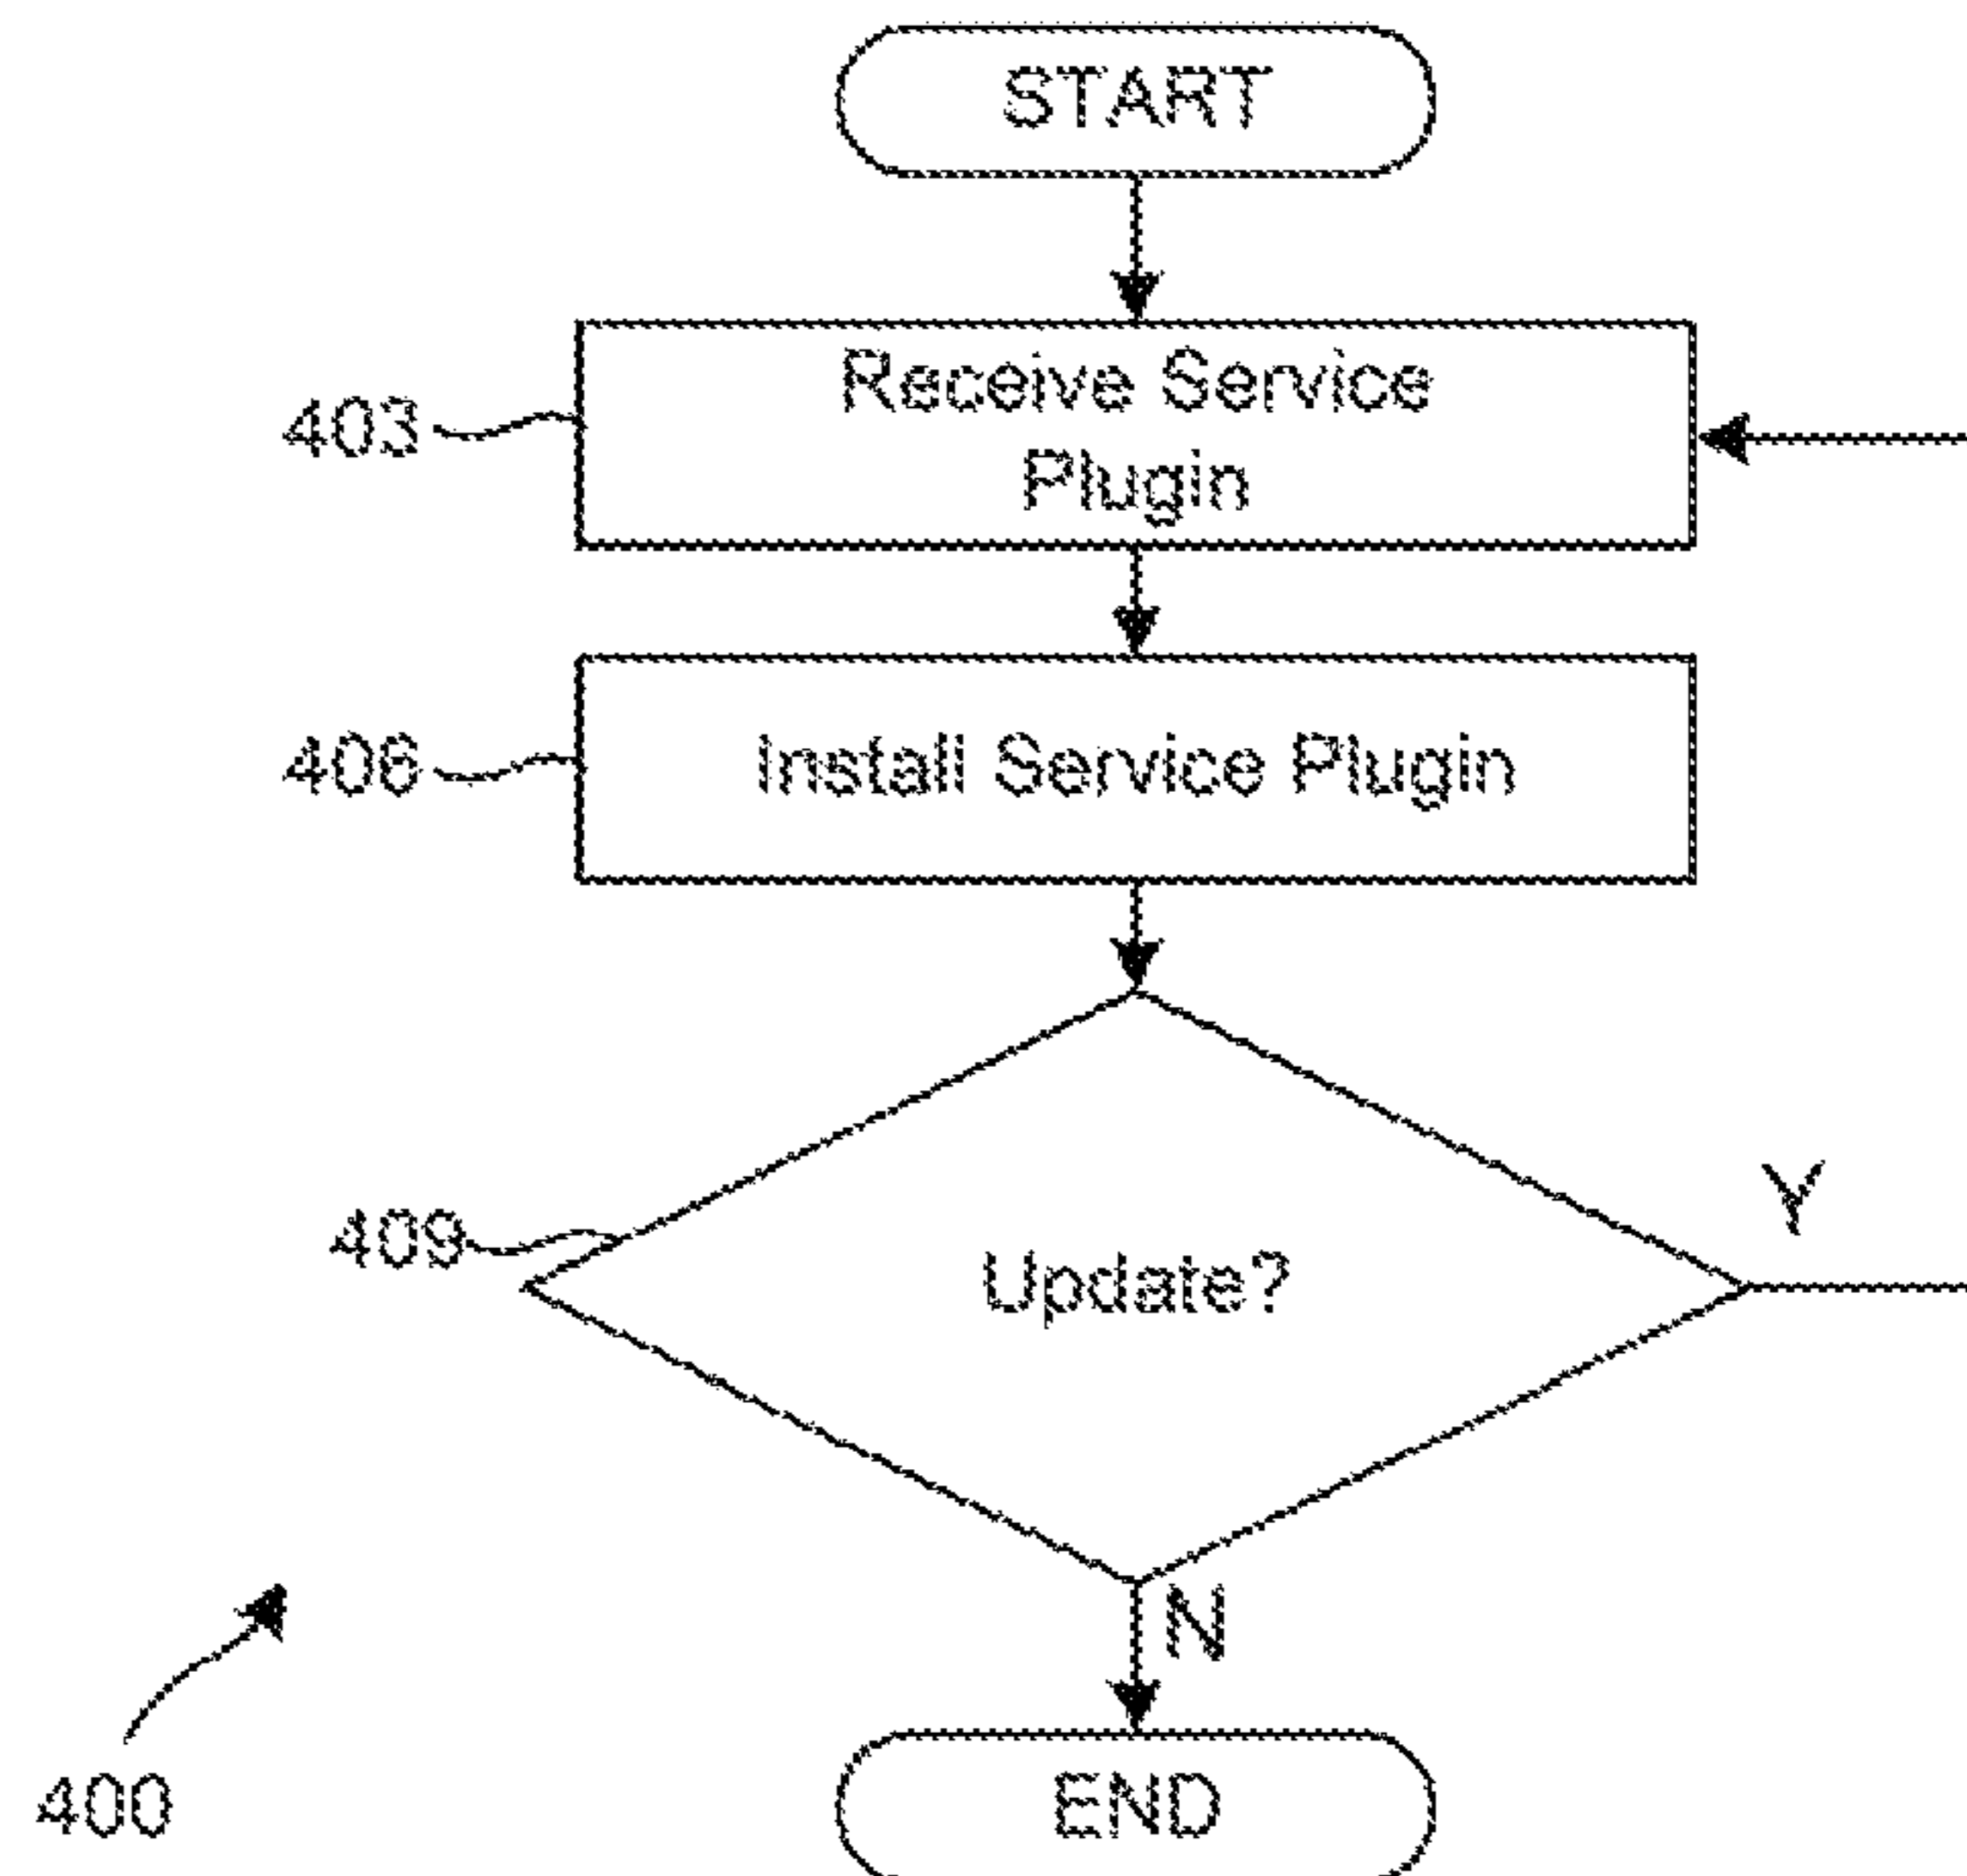 START
403
Receive Service
Plugin
406
Install Service Plugin
409
Update?
Y
N
400
END